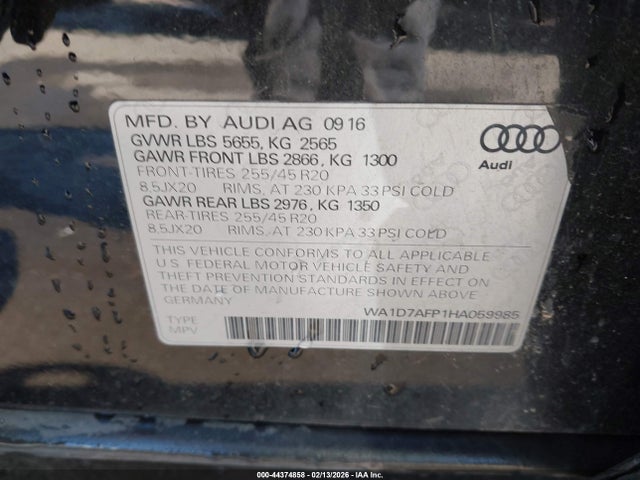 MFD. BY AUDI AG 09 16
GVWR LBS 5655, KG 2565
GAWR FRONT LBS 2866, KG 1300
FRONT-TIRES 255/45 R20
8.5JX20 RIMS, AT 230 KPA 33 PSI COLD
GAWR REAR LBS 2976, KG 1350
REAR-TIRES 255/45 R20
8.5JX20 RIMS, AT 230 KPA 33 PSI COLD
Audi
THIS VEHICLE CONFORMS TO ALL APPLICABLE
U.S. FEDERAL MOTOR VEHICLE SAFETY AND
THEFT PREVENTION STANDARDS IN EFFECT ON
THE DATE OF MANUFACTURE SHOWN ABOVE.
GERMANY
WA1D7AFP1HA059985
TYPE
MPV
000-44374858 - 02/13/2026 - COPYRIGHT IAA, LLC.